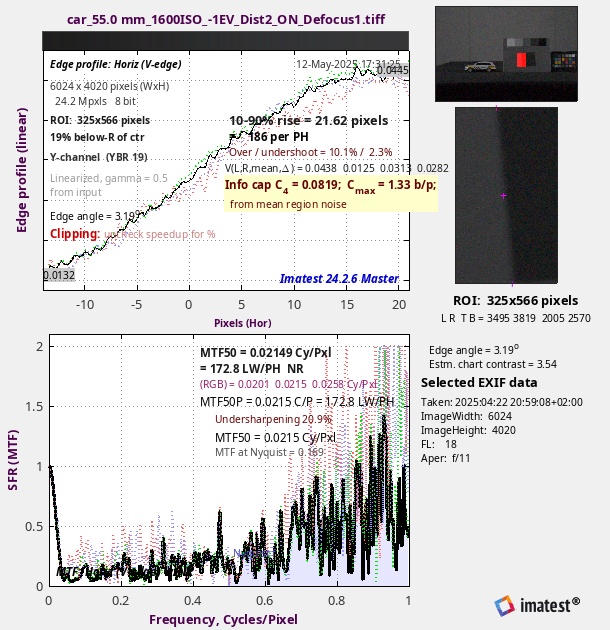 car_55.0 mm_1600ISO_-1EV_Dist2_ON_Defocus1.tiff
Edge profile: Horiz (V-edge)
12-May-2025 17:31:25
0.0445
6024 x 4020 pixels (WxH)
24.2 Mpxls   8 bit
ROI:  325x566 pixels
10-90% rise = 21.62 pixels
19% below-R of ctr
= 186 per PH
Over / undershoot = 10.1% /  2.3%
Y-channel  (YBR 19)
V(L,R,mean,Δ) = 0.0438  0.0125  0.0313  0.0282
Linearized, gamma = 0.5
from input
Info cap C4 = 0.0819;  Cmax = 1.33 b/p;
from mean region noise
Edge angle = 3.19°
Clipping: uncheck speedup for %
0.0132
Imatest 24.2.6 Master
Edge profile (linear)
-10 -5 0 5 10 15 20
Pixels (Hor)
ROI:  325x566 pixels
L R  T B = 3495 3819  2005 2570
Edge angle = 3.19°
Estm. chart contrast = 3.54
Selected EXIF data
Taken: 2025:04:22 20:59:08+02:00
ImageWidth:  6024
ImageHeight:  4020
FL:   18
Aper:  f/11
MTF50 = 0.02149 Cy/Pxl
= 172.8 LW/PH  NR
(RGB) = 0.0201  0.0215  0.0258 Cy/Pxl
MTF50P = 0.0215 C/P = 172.8 LW/PH
Undersharpening 20.9%
MTF50 = 0.0215 Cy/Pxl
MTF at Nyquist = 0.169
SFR (MTF)
2
1.5
1
0.5
0
0 0.2 0.4 0.6 0.8 1
Frequency, Cycles/Pixel
imatest®